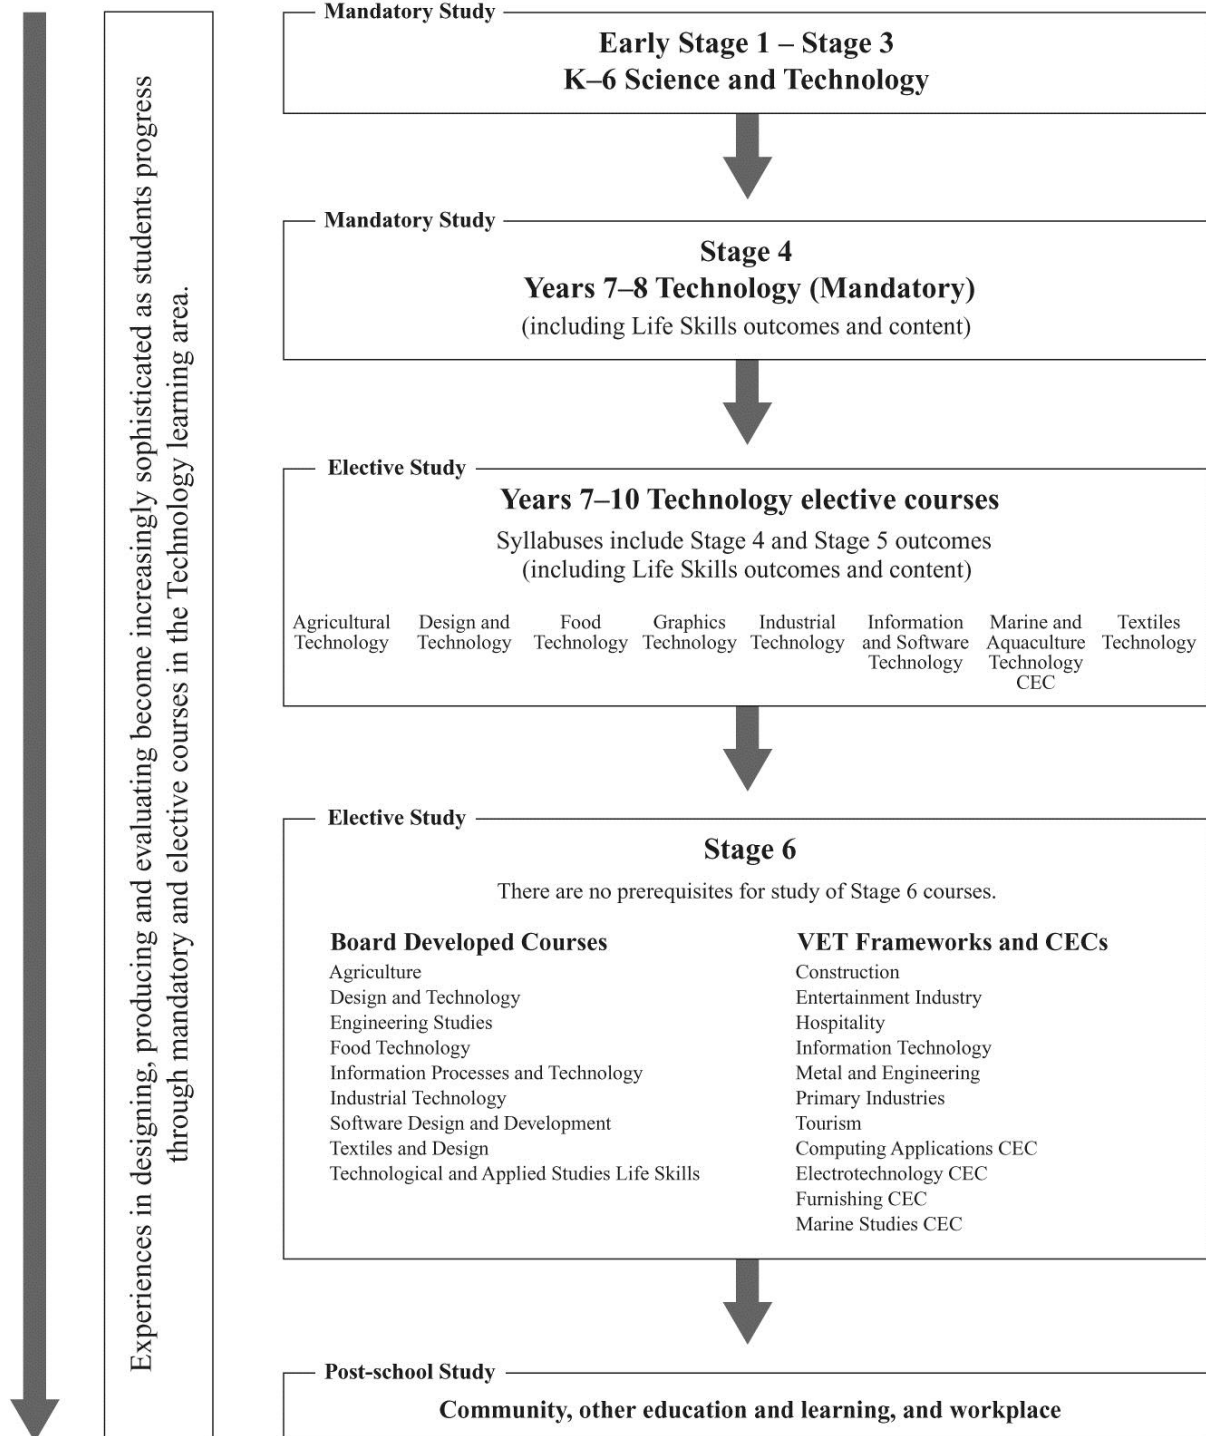 Experiences in designing, producing and evaluating become increasingly sophisticated as students progress
through mandatory and elective courses in the Technology learning area.
Mandatory Study
Early Stage 1 – Stage 3
K–6 Science and Technology
Mandatory Study
Stage 4
Years 7–8 Technology (Mandatory)
(including Life Skills outcomes and content)
Elective Study
Years 7–10 Technology elective courses
Syllabuses include Stage 4 and Stage 5 outcomes
(including Life Skills outcomes and content)
Agricultural
Technology
Design and
Technology
Food
Technology
Graphics
Technology
Industrial
Technology
Information
and Software
Technology
Marine and
Aquaculture
Technology
CEC
Textiles
Technology
Elective Study
Stage 6
There are no prerequisites for study of Stage 6 courses.
Board Developed Courses
Agriculture
Design and Technology
Engineering Studies
Food Technology
Information Processes and Technology
Industrial Technology
Software Design and Development
Textiles and Design
Technological and Applied Studies Life Skills
VET Frameworks and CECs
Construction
Entertainment Industry
Hospitality
Information Technology
Metal and Engineering
Primary Industries
Tourism
Computing Applications CEC
Electrotechnology CEC
Furnishing CEC
Marine Studies CEC
Post-school Study
Community, other education and learning, and workplace